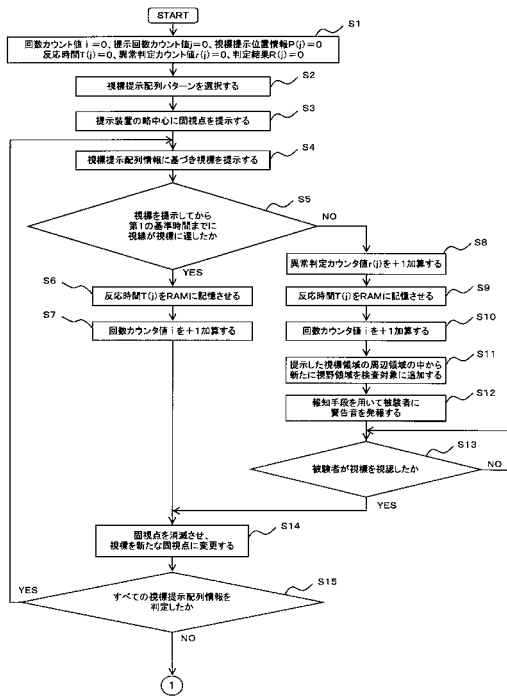 START
S1
回数カウント値 i =0、提示回数カウント値j=0、視標提示位置情報P(j)=0
反応時間T(j)=0、異常判定カウント値r(j)=0、判定結果R(j)=0
S2
視標提示配列パターンを選択する
S3
提示装置の略中心に固視点を提示する
S4
視標提示配列情報に基づき視標を提示する
S5
視標を提示してから
第1の基準時間までに
視線が視標に達したか
NO
YES
S6
反応時間T(j)をRAMに記憶させる
S7
回数カウンタ値 i を+1加算する
S8
異常判定カウンタ値r(j)を+1加算する
S9
反応時間T(j)をRAMに記憶させる
S10
回数カウンタ値 i を+1加算する
S11
提示した視標領域の周辺領域の中から
新たに視野領域を検査対象に追加する
S12
報知手段を用いて被験者に
警告音を発報する
S13
被験者が視標を視認したか
NO
YES
S14
固視点を消滅させ、
視標を新たな固視点に変更する
S15
YES
すべての視標提示配列情報を
判定したか
NO
1